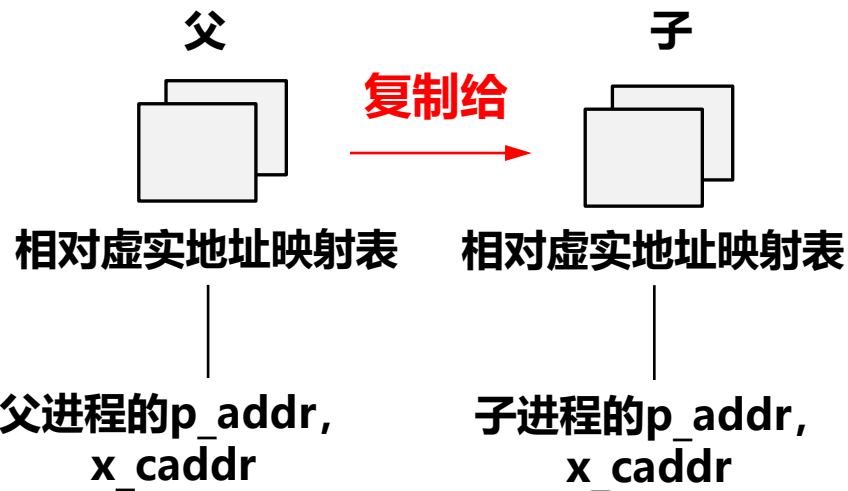 父
子
复制给
相对虚实地址映射表
相对虚实地址映射表
父进程的p_addr,
x_caddr
子进程的p_addr,
x_caddr